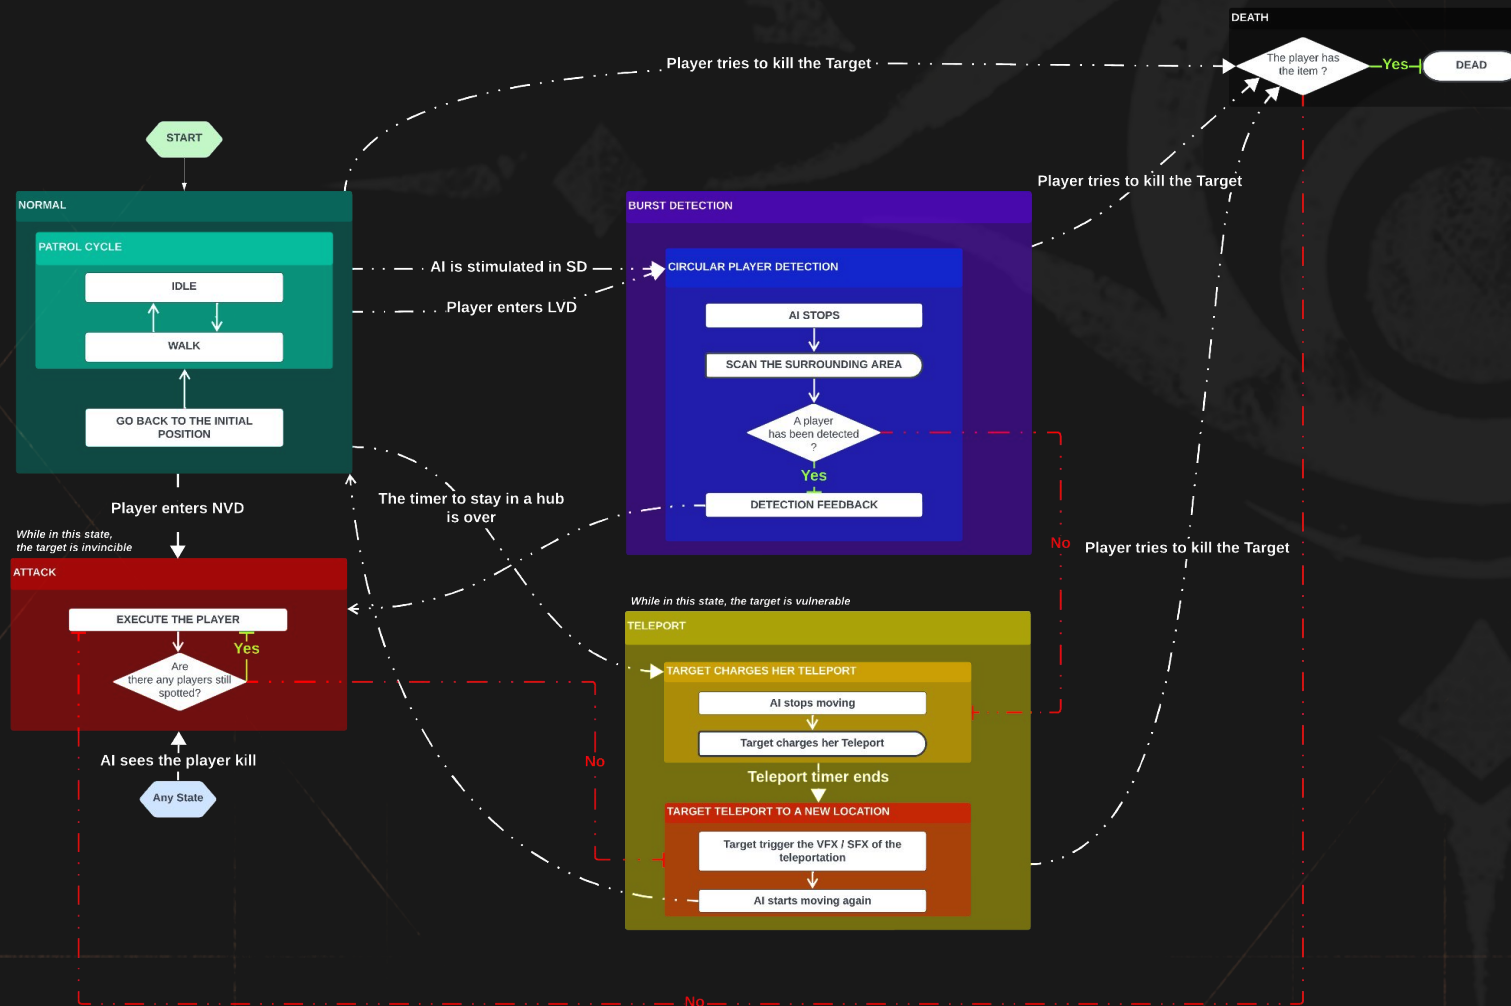 DEATH
Player tries to kill the Target
The player has
the item ?
Yes
DEAD
START
Player tries to kill the Target
NORMAL
PATROL CYCLE
IDLE
WALK
GO BACK TO THE INITIAL
POSITION
AI is stimulated in SD
Player enters LVD
BURST DETECTION
CIRCULAR PLAYER DETECTION
AI STOPS
SCAN THE SURROUNDING AREA
A player
has been detected
?
Yes
DETECTION FEEDBACK
No
Player tries to kill the Target
The timer to stay in a hub
is over
Player enters NVD
While in this state,
the target is invincible
ATTACK
EXECUTE THE PLAYER
Yes
Are
there any players still
spotted?
No
AI sees the player kill
Any State
While in this state, the target is vulnerable
TELEPORT
TARGET CHARGES HER TELEPORT
AI stops moving
Target charges her Teleport
Teleport timer ends
TARGET TELEPORT TO A NEW LOCATION
Target trigger the VFX / SFX of the
teleportation
AI starts moving again
No